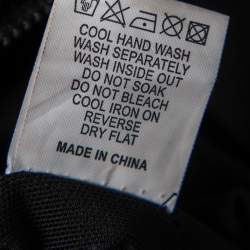 COOL HAND WASH
WASH SEPARATELY
WASH INSIDE OUT
DO NOT SOAK
DO NOT BLEACH
COOL IRON ON
REVERSE
DRY FLAT
MADE IN CHINA